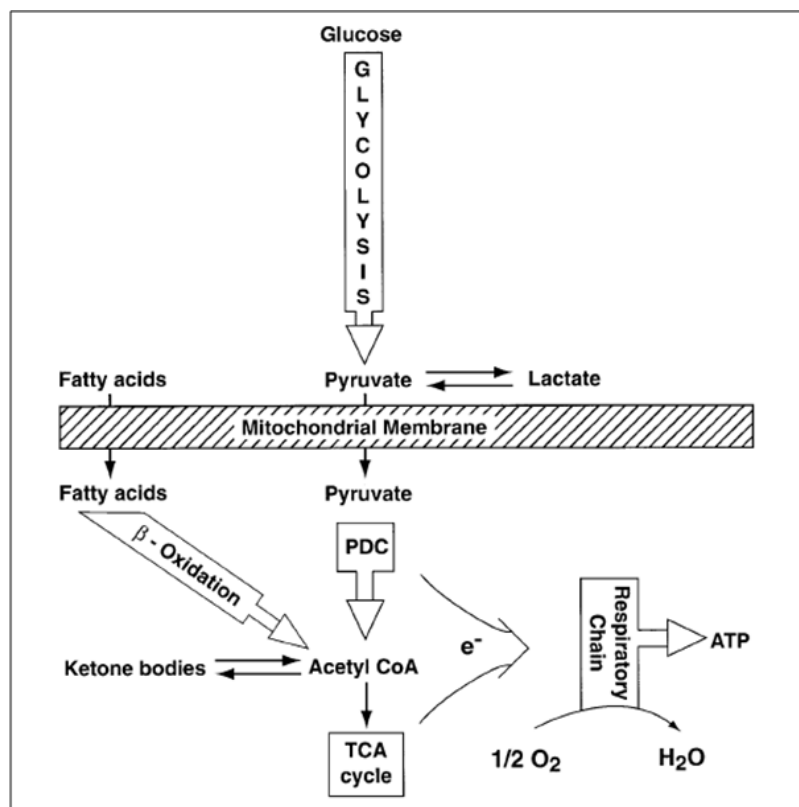 Glucose
GLYCOLYSIS
Fatty acids Pyruvate Lactate
Mitochondrial Membrane
Fatty acids Pyruvate
β - Oxidation
PDC
Respiratory
Chain
e-
ATP
Ketone bodies Acetyl CoA
TCA
cycle
1/2 O₂ H₂O